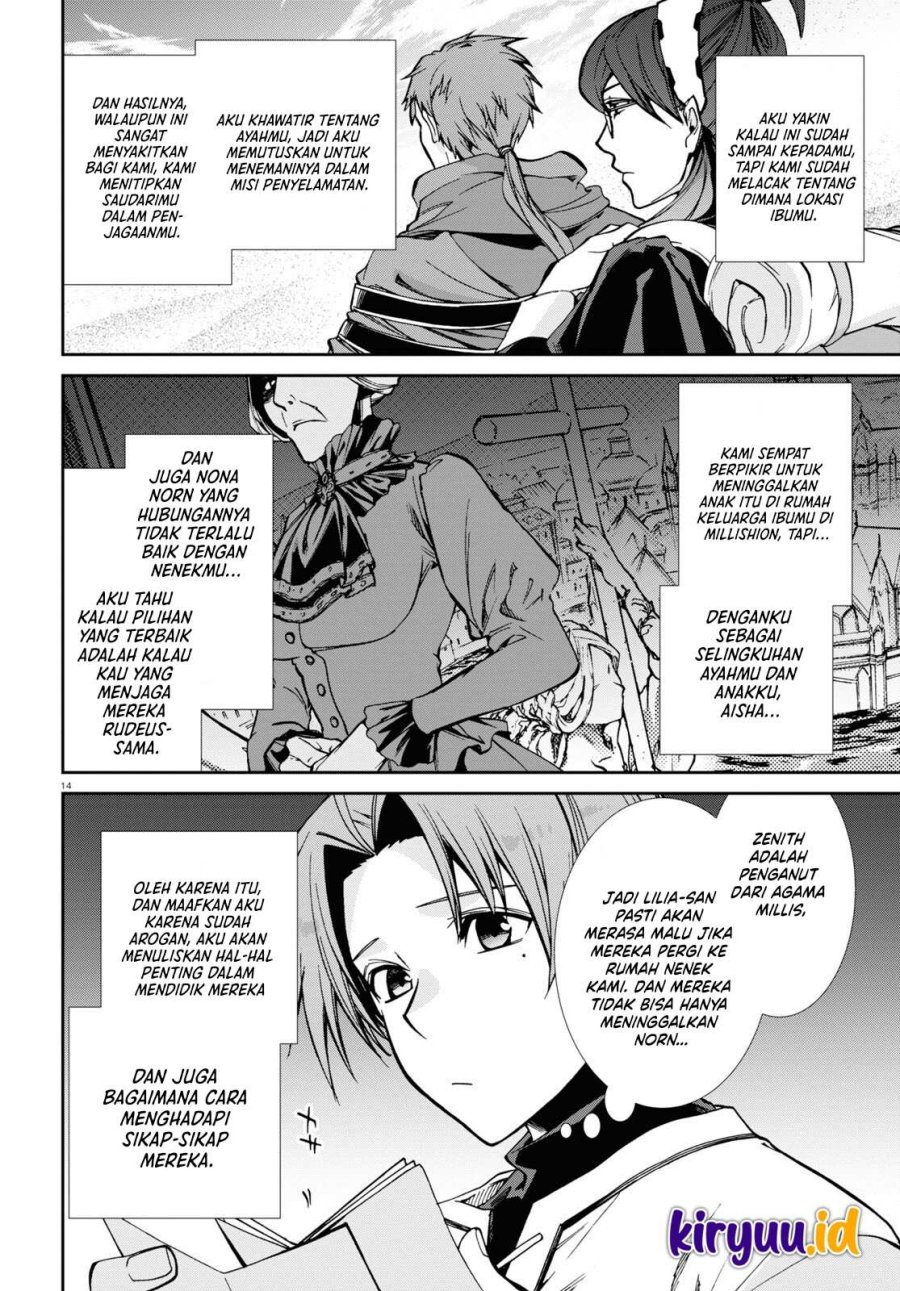 AKU YAKIN
KALAU INI SUDAH
SAMPAI KEPADAMU,
TAPI KAMI SUDAH
MELACAK TENTANG
DIMANA LOKASI
IBUMU.
AKU KHAWATIR TENTANG
AYAHMU, JADI AKU
MEMUTUSKAN UNTUK
MENEMANINYA DALAM
MISI PENYELAMATAN.
DAN HASILNYA,
WALAUPUN INI
SANGAT
MENYAKITKAN
BAGI KAMI, KAMI
MENITIPKAN
SAUDARIMU
DALAM PEN-
JAGAANMU.
KAMI SEMPAT
BERPIKIR UNTUK
MENINGGALKAN
ANAK ITU DI RUMAH
KELUARGA IBUMU DI
MILLISHION, TAPI...
DENGANKU
SEBAGAI
SELINGKUHAN
AYAHMU DAN
ANAKKU,
AISHA...
DAN
JUGA NONA
NORN YANG
HUBUNGANNYA
TIDAK TERLALU
BAIK DENGAN
NENEKMU...
AKU TAHU
KALAU PILIHAN
YANG TERBAIK
ADALAH KALAU
KAU YANG
MENJAGA
MEREKA
RUDEUS-
SAMA.
14
ZENITH
ADALAH
PENGANUT
DARI AGAMA
MILLIS,
JADI LILIA-SAN
PASTI AKAN
MERASA MALU JIKA
MEREKA PERGI KE
RUMAH NENEK
KAMI. DAN MEREKA
TIDAK BISA HANYA
MENINGGALKAN
NORN...
OLEH KARENA ITU,
DAN MAAFKAN AKU
KARENA SUDAH
AROGAN, AKU AKAN
MENULISKAN HAL-HAL
PENTING DALAM
MENDIDIK MEREKA
DAN JUGA
BAGAIMANA CARA
MENGHADAPI
SIKAP-SIKAP
MEREKA.
kiryuu.id